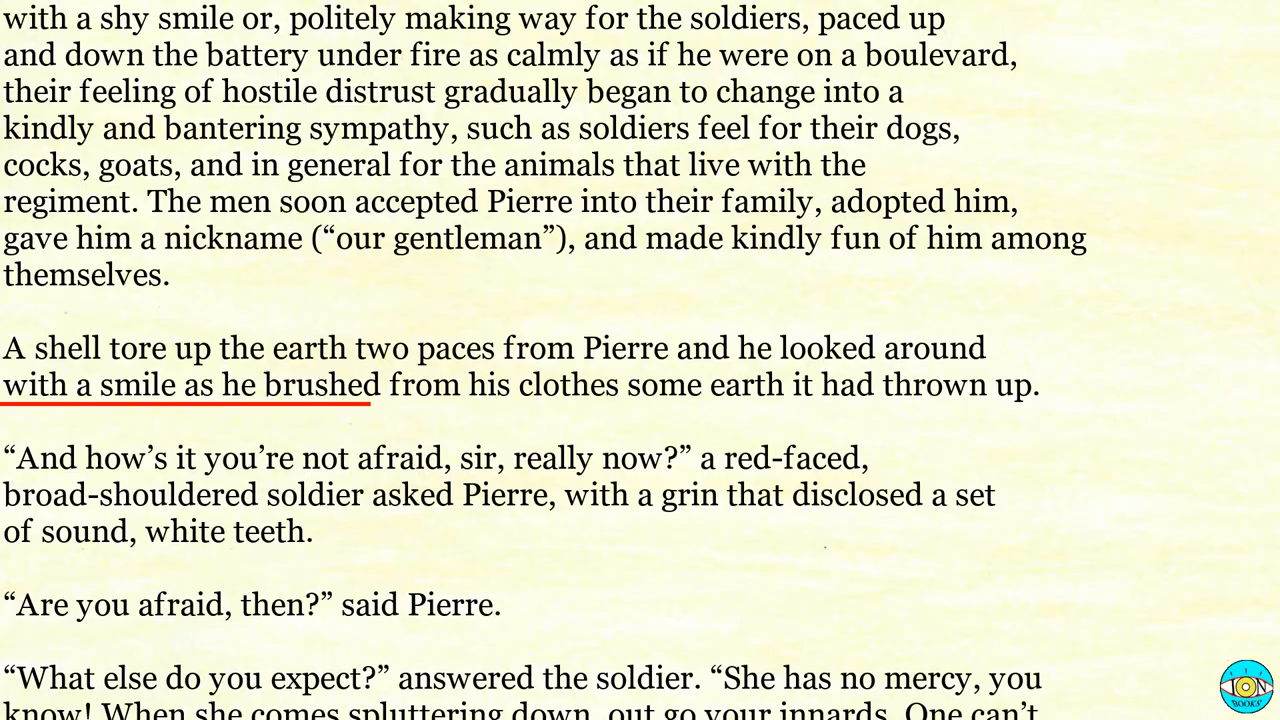 with a shy smile or, politely making way for the soldiers, paced up
and down the battery under fire as calmly as if he were on a boulevard,
their feeling of hostile distrust gradually began to change into a
kindly and bantering sympathy, such as soldiers feel for their dogs,
cocks, goats, and in general for the animals that live with the
regiment. The men soon accepted Pierre into their family, adopted him,
gave him a nickname (“our gentleman”), and made kindly fun of him among
themselves.
A shell tore up the earth two paces from Pierre and he looked around
with a smile as he brushed from his clothes some earth it had thrown up.
“And how’s it you’re not afraid, sir, really now?” a red-faced,
broad-shouldered soldier asked Pierre, with a grin that disclosed a set
of sound, white teeth.
“Are you afraid, then?” said Pierre.
“What else do you expect?” answered the soldier. “She has no mercy, you
know! When she comes spluttering down, out go your innards. One can’t
ION
BOOKS